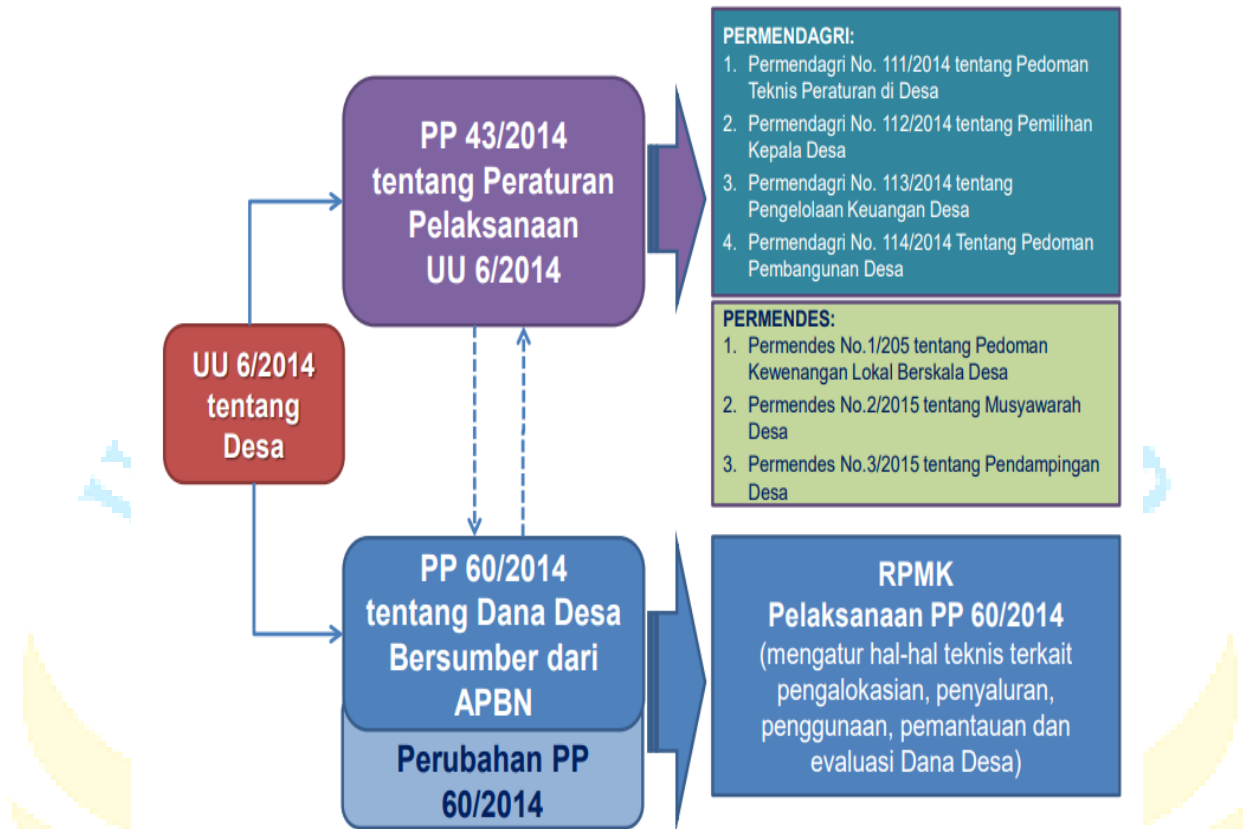 UU 6/2014
tentang
Desa
PP 43/2014
tentang Peraturan
Pelaksanaan
UU 6/2014
PERMENDAGRI:
1. Permendagri No. 111/2014 tentang Pedoman
Teknis Peraturan di Desa
2. Permendagri No. 112/2014 tentang Pemilihan
Kepala Desa
3. Permendagri No. 113/2014 tentang
Pengelolaan Keuangan Desa
4. Permendagri No. 114/2014 Tentang Pedoman
Pembangunan Desa
PERMENDES:
1. Permendes No.1/205 tentang Pedoman
Kewenangan Lokal Berskala Desa
2. Permendes No.2/2015 tentang Musyawarah
Desa
3. Permendes No.3/2015 tentang Pendampingan
Desa
PP 60/2014
tentang Dana Desa
Bersumber dari
APBN
Perubahan PP
60/2014
RPMK
Pelaksanaan PP 60/2014
(mengatur hal-hal teknis terkait
pengalokasian, penyaluran,
penggunaan, pemantauan dan
evaluasi Dana Desa)